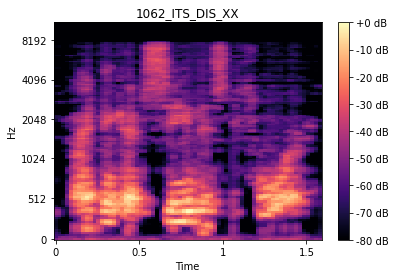 1062_ITS_DIS_XX
8192
4096
2048
1024
512
0
Hz
0
0.5
1
1.5
Time
+0 dB
-10 dB
-20 dB
-30 dB
-40 dB
-50 dB
-60 dB
-70 dB
-80 dB